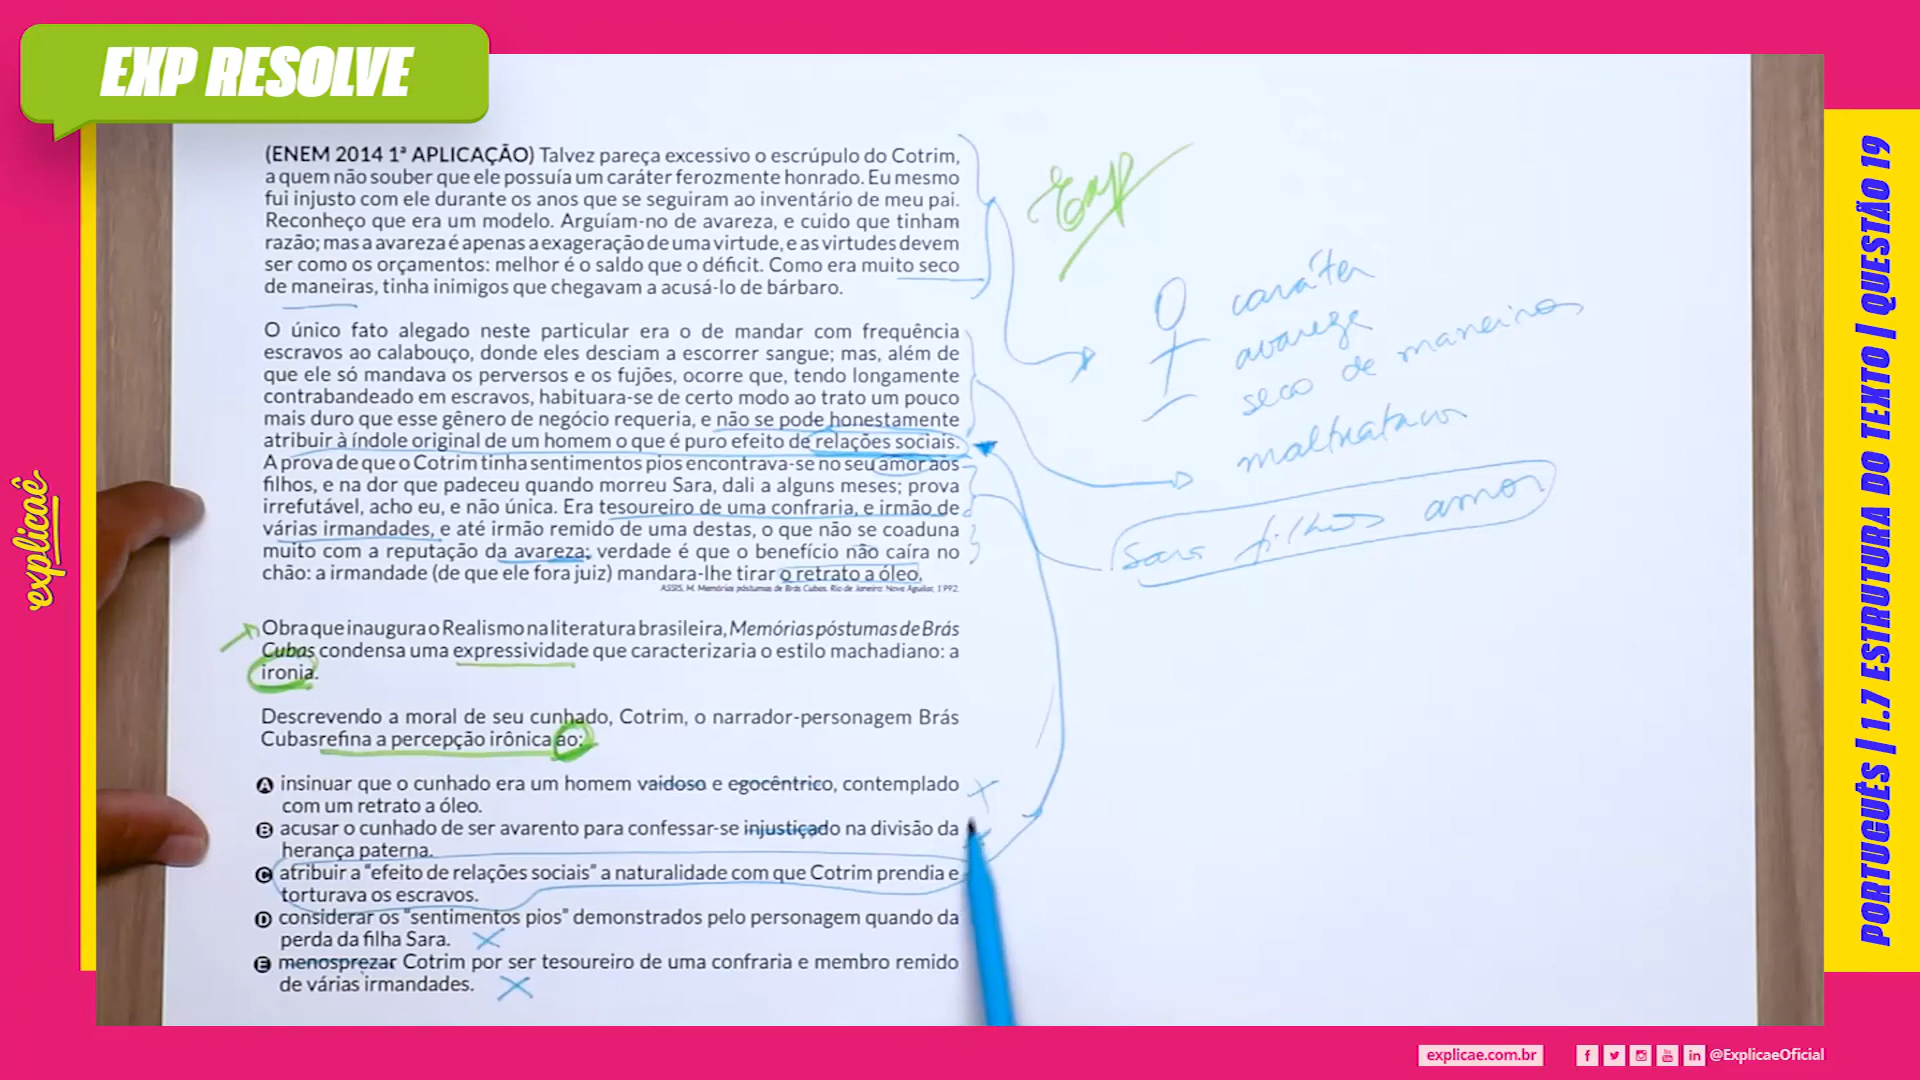 EXP RESOLVE
(ENEM 2014 1ª APLICAÇÃO) Talvez pareça excessivo o escrúpulo do Cotrim,
a quem não souber que ele possuía um caráter ferozmente honrado. Eu mesmo
fui injusto com ele durante os anos que se seguiram ao inventário de meu pai.
Reconheço que era um modelo. Arguíam-no de avareza, e cuido que tinham
razão; mas a avareza é apenas a exageração de uma virtude, e as virtudes devem
ser como os orçamentos: melhor é o saldo que o déficit. Como era muito seco
de maneiras, tinha inimigos que chegavam a acusá-lo de bárbaro.
O único fato alegado neste particular era o de mandar com frequência
escravos ao calabouço, donde eles desciam a escorrer sangue; mas, além de
que ele só mandava os perversos e os fujões, ocorre que, tendo longamente
contrabandeado em escravos, habituara-se de certo modo ao trato um pouco
mais duro que esse gênero de negócio requeria, e não se pode honestamente
atribuir à índole original de um homem o que é puro efeito de relações sociais.
A prova de que o Cotrim tinha sentimentos pios encontrava-se no seu amor aos
filhos, e na dor que padeceu quando morreu Sara, dali a alguns meses; prova
irrefutável, acho eu, e não única. Era tesoureiro de uma confraria, e irmão de
várias irmandades, e até irmão remido de uma destas, o que não se coaduna
muito com a reputação da avareza; verdade é que o benefício não caíra no
chão: a irmandade (de que ele fora juiz) mandara-lhe tirar o retrato a óleo.
ASSIS, M. Memórias póstumas de Brás Cubas. Rio de Janeiro: Nova Aguilar, 1992.
Obra que inaugura o Realismo na literatura brasileira, Memórias póstumas de Brás
Cubas condensa uma expressividade que caracterizaria o estilo machadiano: a
ironia.
Descrevendo a moral de seu cunhado, Cotrim, o narrador-personagem Brás
Cubas refina a percepção irônica ao:
A insinuar que o cunhado era um homem vaidoso e egocêntrico, contemplado
com um retrato a óleo.
B acusar o cunhado de ser avarento para confessar-se injustiçado na divisão da
herança paterna.
C atribuir a "efeito de relações sociais" a naturalidade com que Cotrim prendia e
torturava os escravos.
D considerar os "sentimentos pios" demonstrados pelo personagem quando da
perda da filha Sara.
E menosprezar Cotrim por ser tesoureiro de uma confraria e membro remido
de várias irmandades.
Exp
caráter
avareza
seco de maneiras
maltratava
Sara filhos amor
explicaê
PORTUGUÊS | 1.7 ESTRUTURA DO TEXTO | QUESTÃO 19
explicae.com.br
@ExplicaeOficial